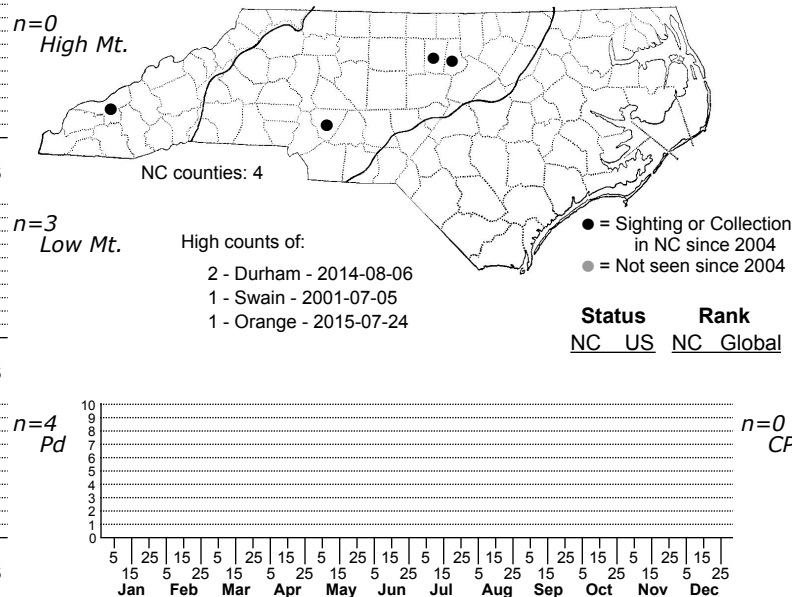 n=0
High Mt.
NC counties: 4
n=3
Low Mt.
High counts of:
2 - Durham - 2014-08-06
1 - Swain - 2001-07-05
1 - Orange - 2015-07-24
= Sighting or Collection
in NC since 2004
= Not seen since 2004
Status Rank
NC US NC Global
n=4
Pd
n=0
CP
10
9
8
7
6
5
4
3
2
1
0
5 25 15 5 25 15 5 25 15 5 25 15 5 25 15 5 25 15
15 5 25 15 5 25 15 5 25 15 5 25 15 5 25 15 5 25
Jan Feb Mar Apr May Jun Jul Aug Sep Oct Nov Dec